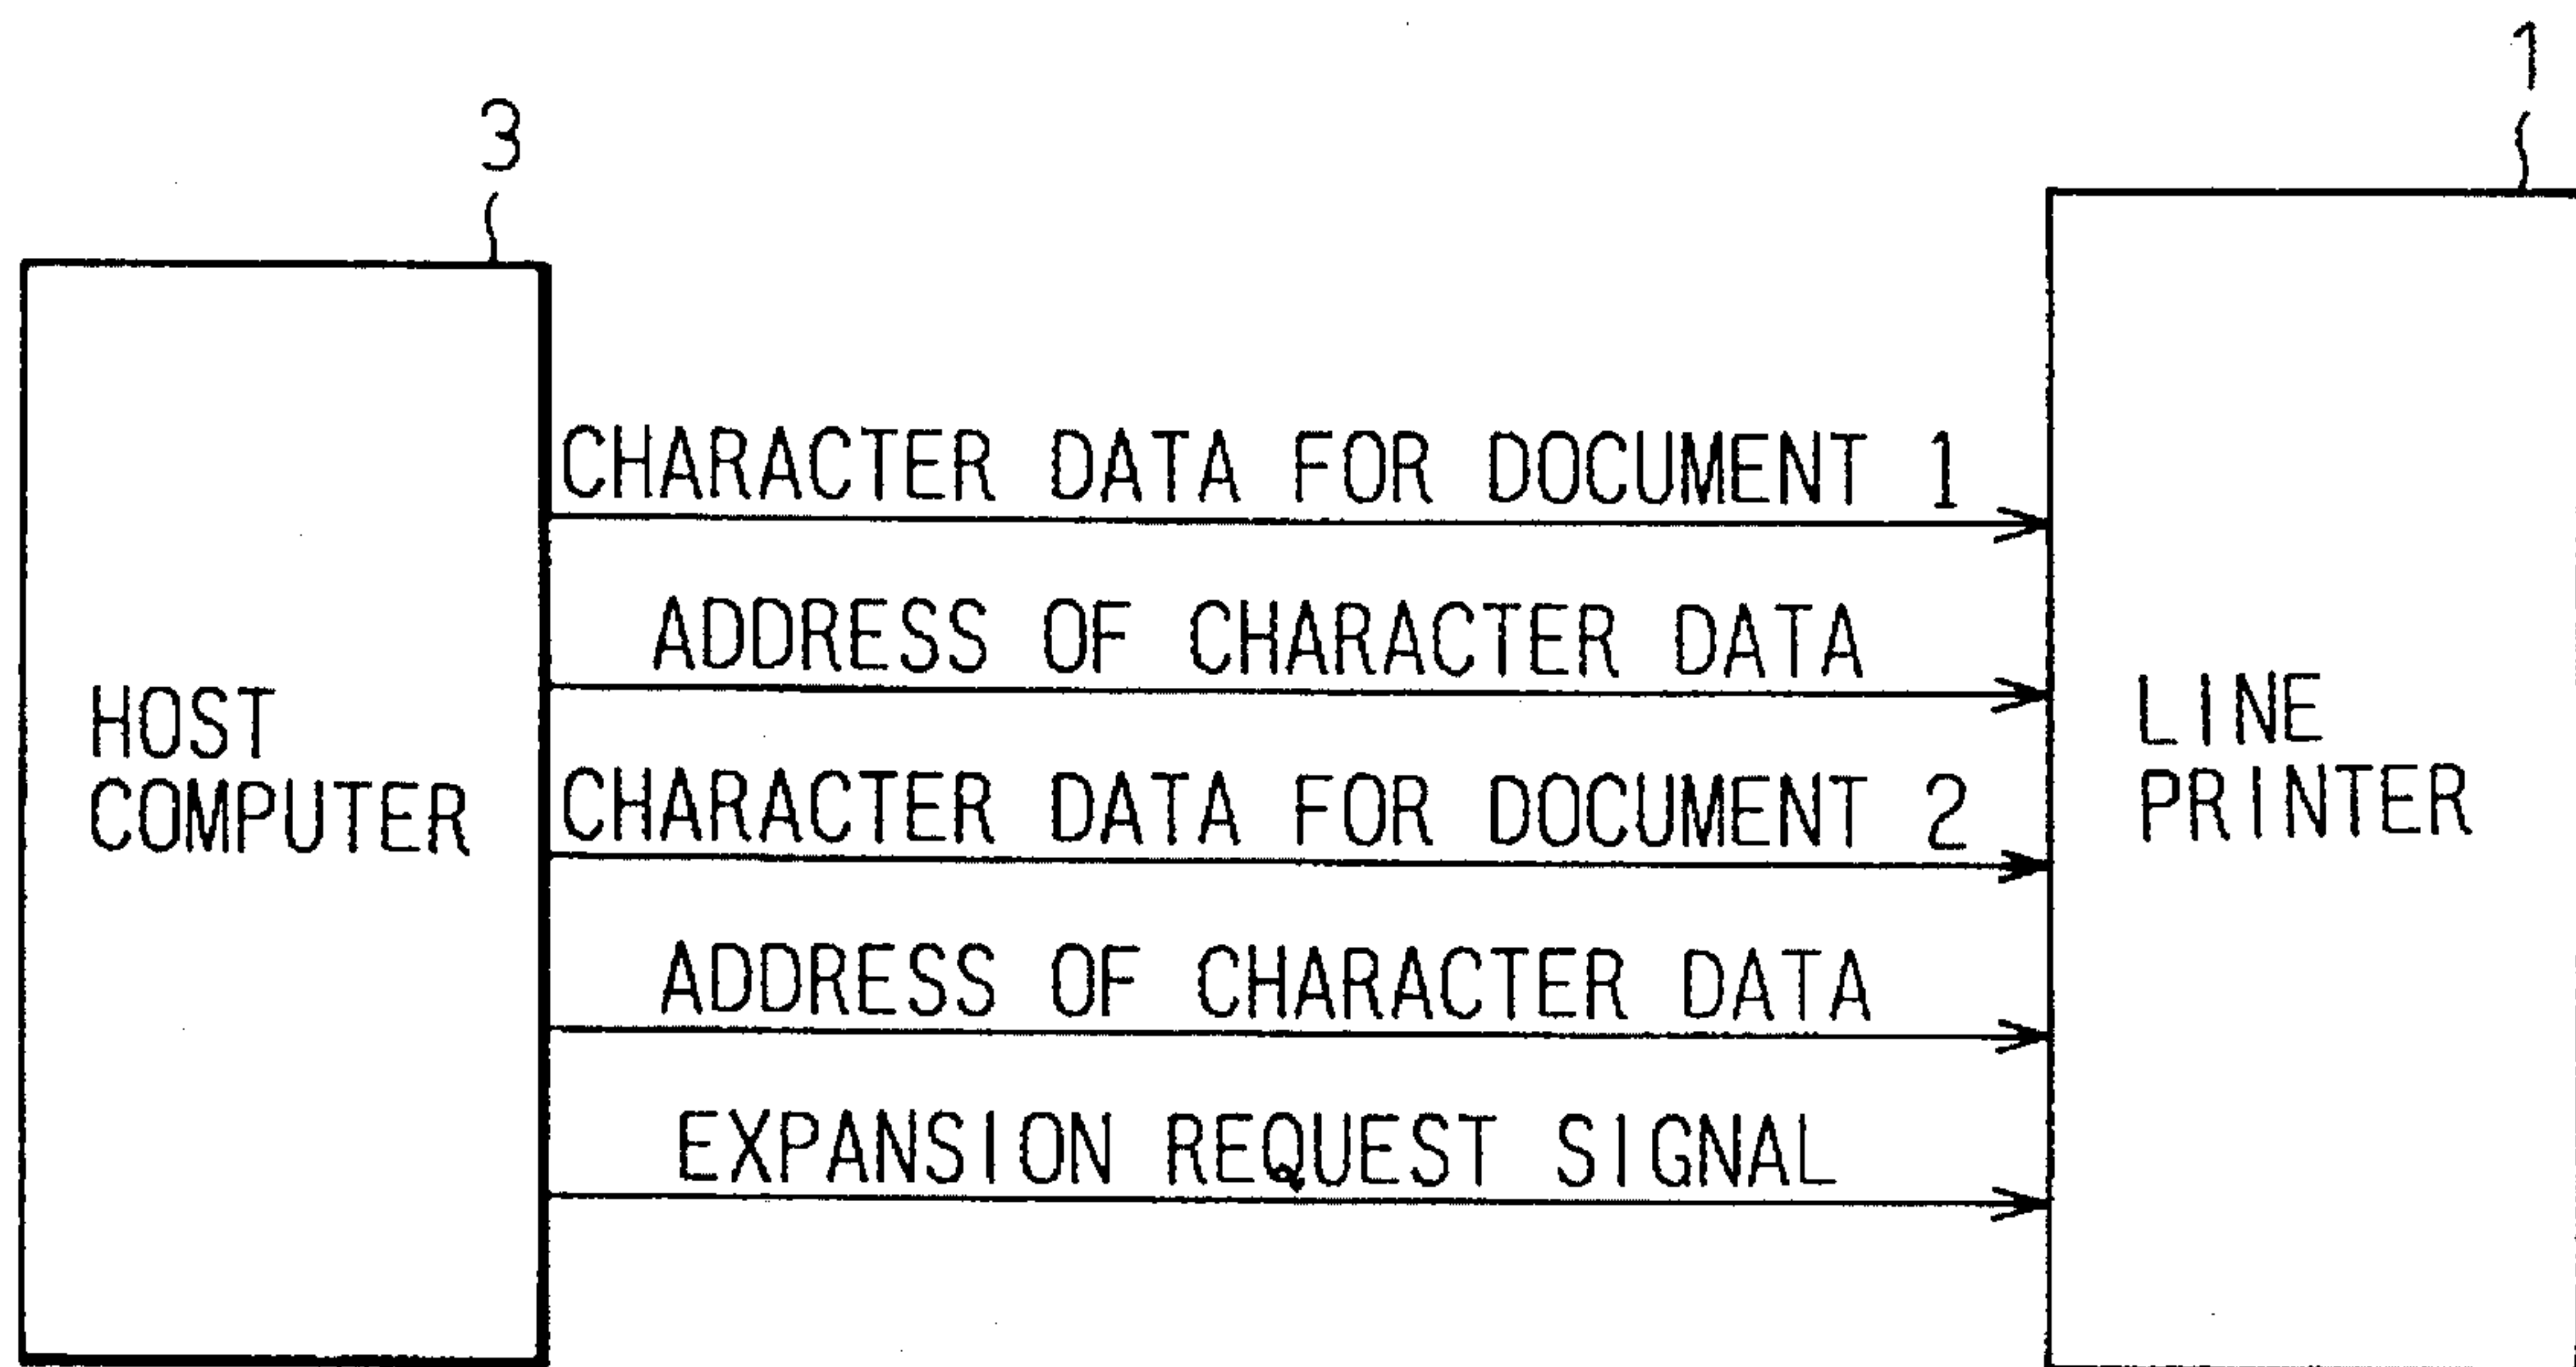 1
3
CHARACTER DATA FOR DOCUMENT 1
ADDRESS OF CHARACTER DATA
HOST
COMPUTER
CHARACTER DATA FOR DOCUMENT 2
LINE
PRINTER
ADDRESS OF CHARACTER DATA
EXPANSION REQUEST SIGNAL